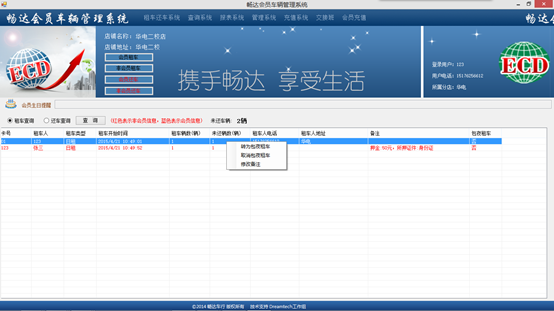 畅达会员车辆管理系统
畅达会员车辆管理系统 租车还车系统 查询系统 报表系统 管理系统 充值系统 交接班 会员充值 畅达
ECD
店铺名称：华电二校店
店铺地址：华电二校
会员租车
非会员租车
携手畅达 享受生活
登录用户：123
用户电话：15176256612
所属分店：华电
ECD
会员生日提醒
租车查询 还车查询 查 询 (红色表示非会员信息，蓝色表示会员信息) 未还车辆 2辆
卡号 租车人 租车类型 租车开始时间 租车辆数(辆) 未还辆数(辆) 租车人电话 租车人地址 备注 包夜租车
123 日租 2015/4/21 10 49 01 1 1 华电 否
123 张三 日租 2015/4/21 10 49 52 1 1 押金:50元，所押证件:身份证 否
转为包夜租车
取消包夜租车
修改备注
©2014 畅达车行 版权所有 技术支持 Dreamtech工作组